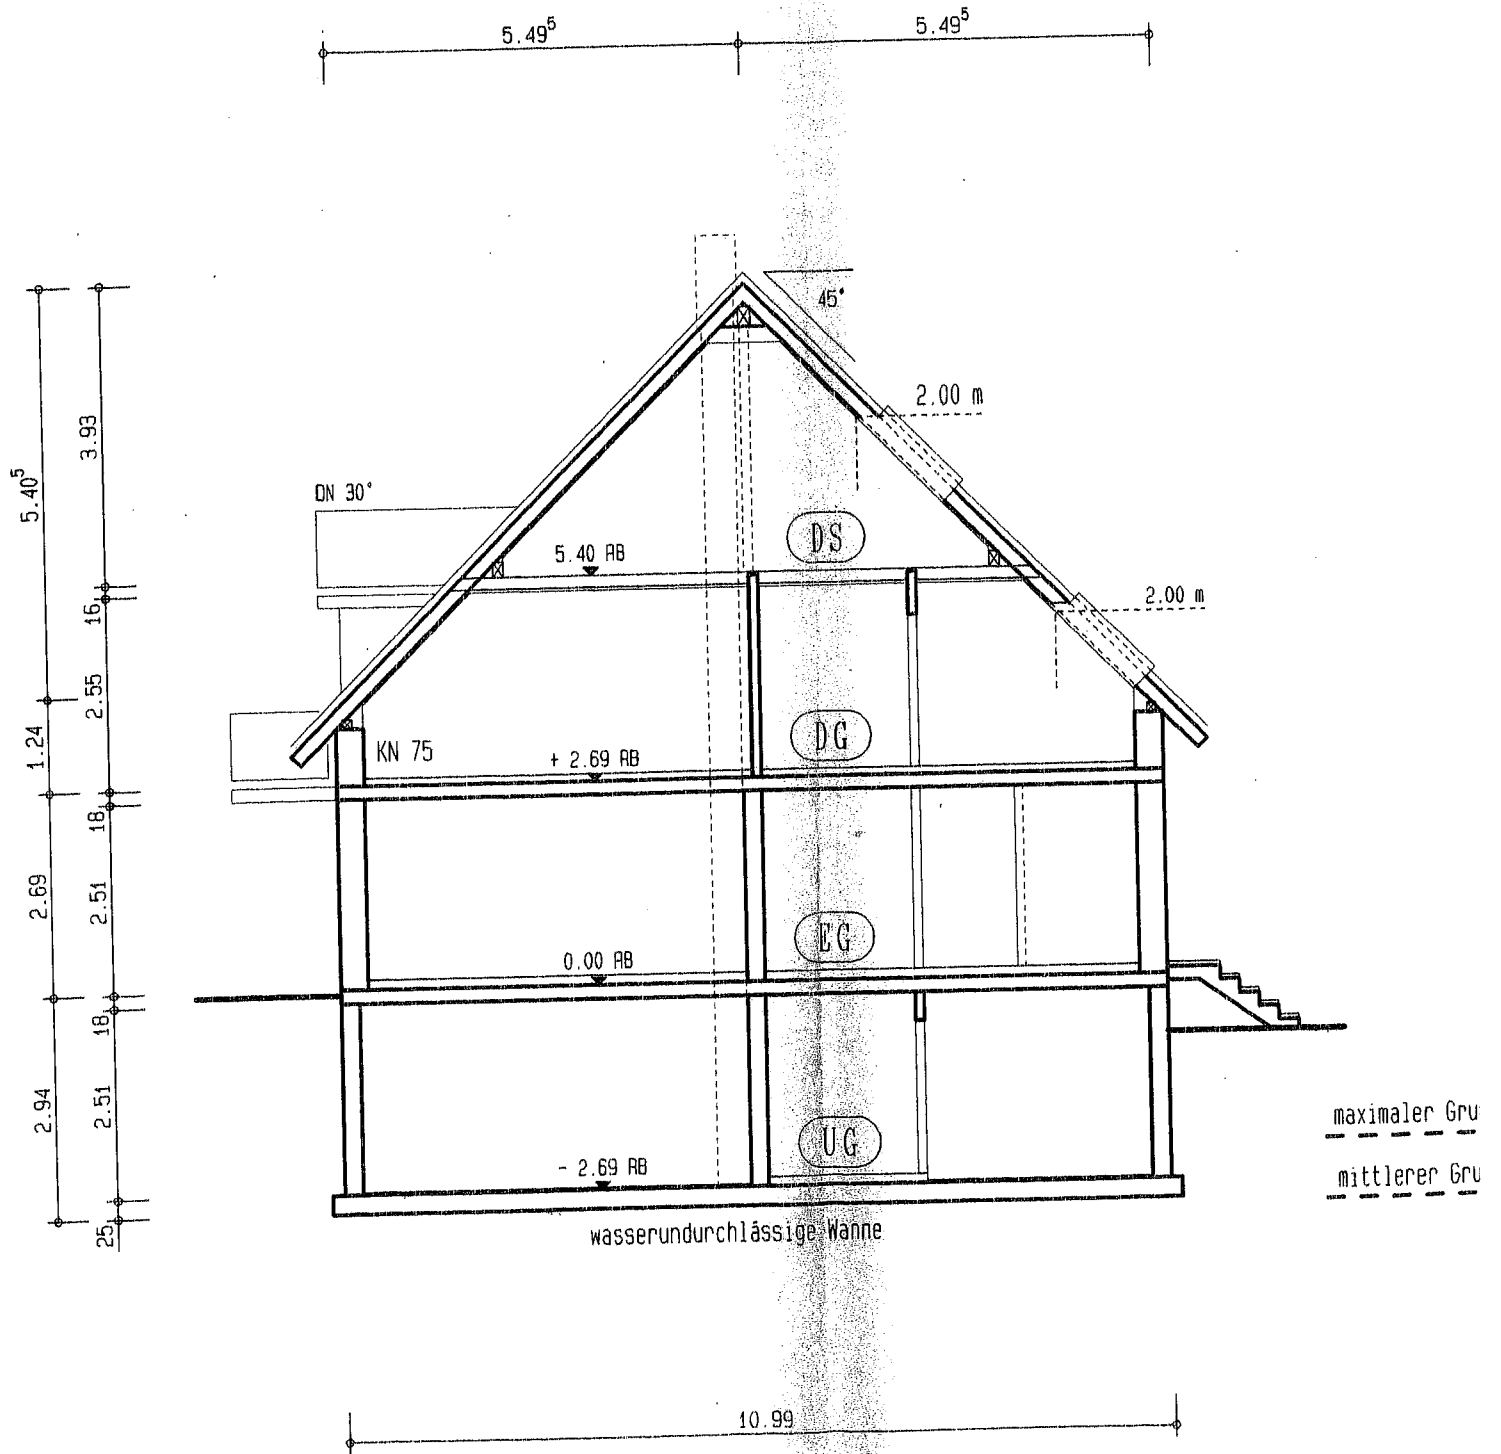 5.49⁵
5.49⁵
45°
2.00 m
3.93
5.40⁵
DN 30°
DS
5.40 RB
2.00 m
16
2.55
1.24
KN 75
DG
+ 2.69 RB
18
2.69
2.51
EG
0.00 RB
18
2.94
2.51
UG
- 2.69 RB
25
wasserundurchlässige Wanne
maximaler Gru
mittlerer Gru
10.99